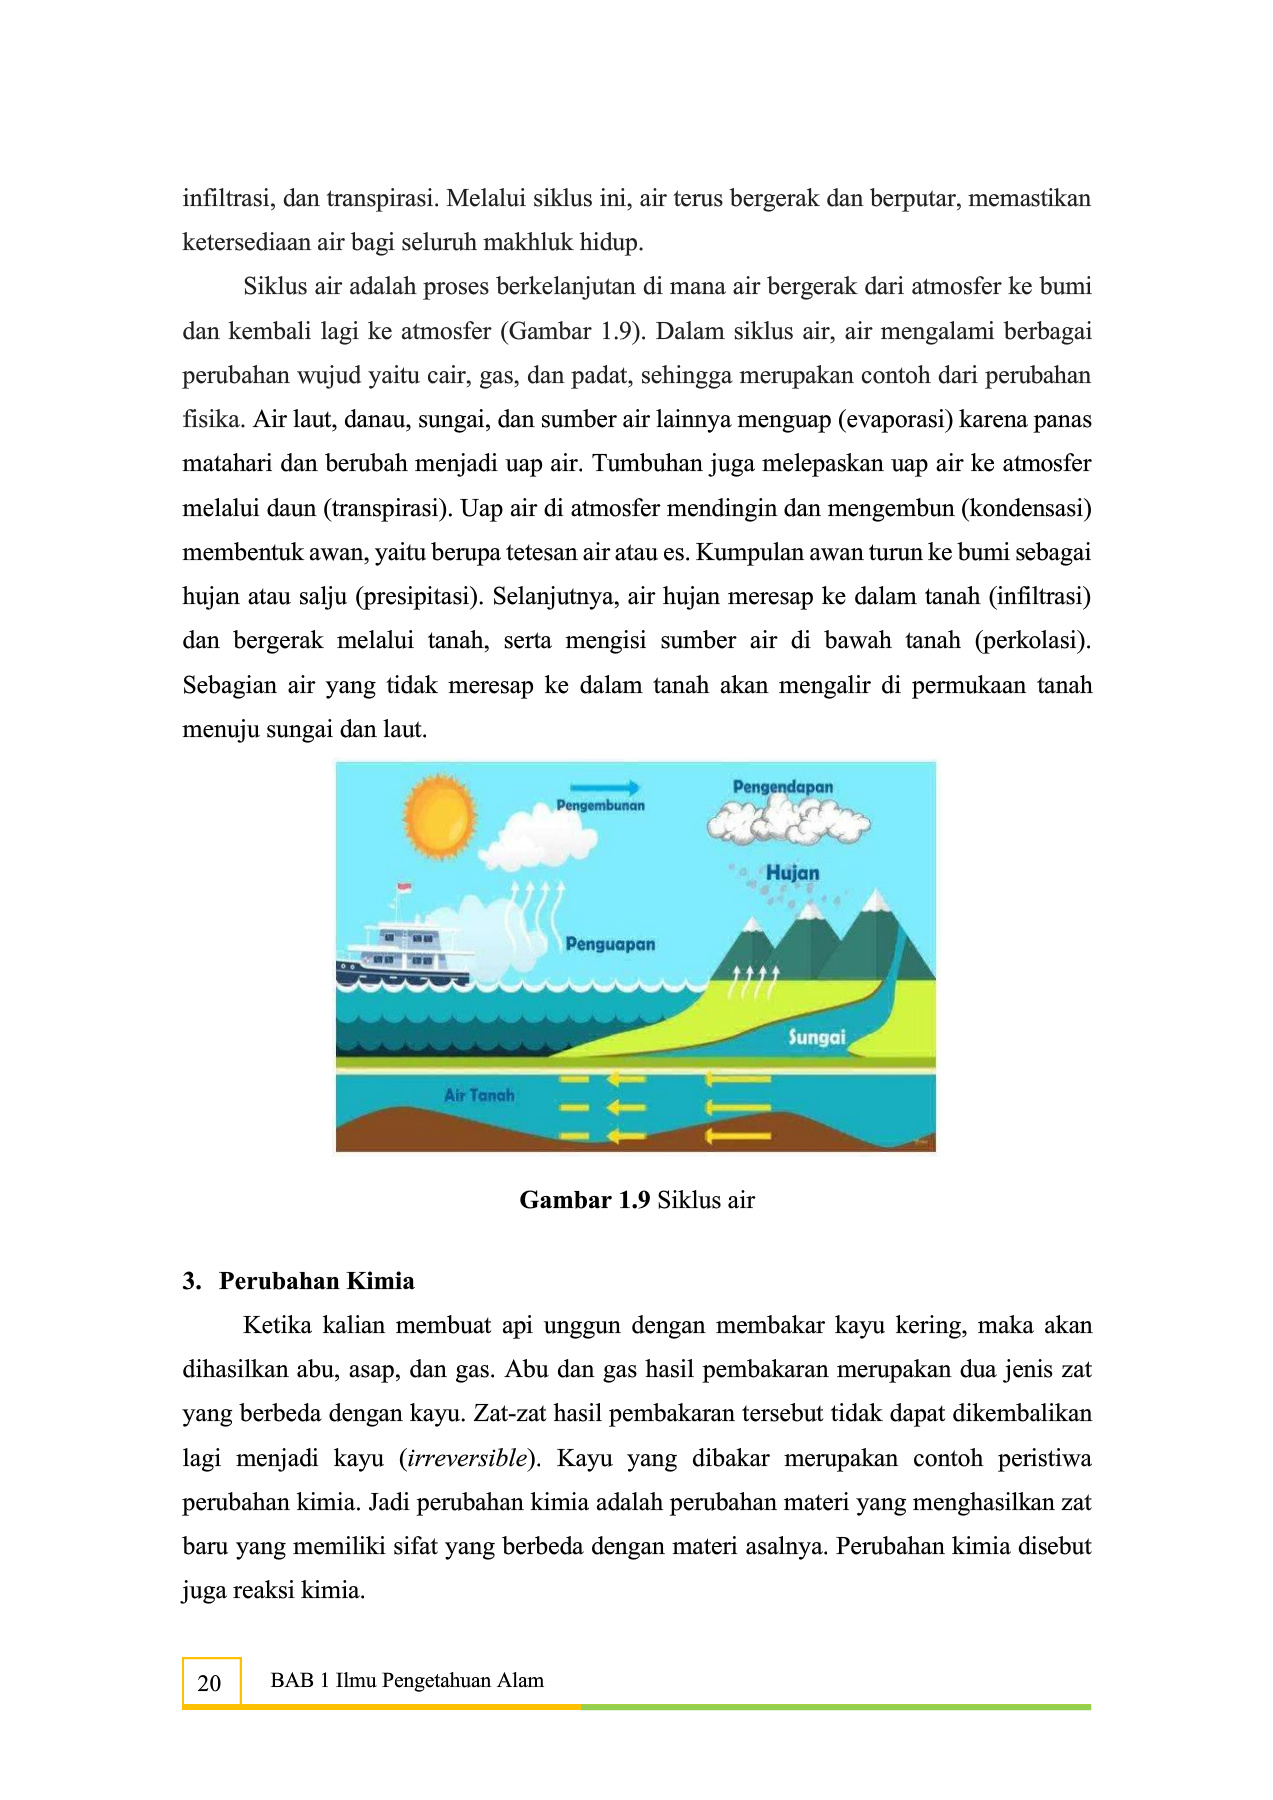 infiltrasi, dan transpirasi. Melalui siklus ini, air terus bergerak dan berputar, memastikan
ketersediaan air bagi seluruh makhluk hidup.
Siklus air adalah proses berkelanjutan di mana air bergerak dari atmosfer ke bumi
dan kembali lagi ke atmosfer (Gambar 1.9). Dalam siklus air, air mengalami berbagai
perubahan wujud yaitu cair, gas, dan padat, sehingga merupakan contoh dari perubahan
fisika. Air laut, danau, sungai, dan sumber air lainnya menguap (evaporasi) karena panas
matahari dan berubah menjadi uap air. Tumbuhan juga melepaskan uap air ke atmosfer
melalui daun (transpirasi). Uap air di atmosfer mendingin dan mengembun (kondensasi)
membentuk awan, yaitu berupa tetesan air atau es. Kumpulan awan turun ke bumi sebagai
hujan atau salju (presipitasi). Selanjutnya, air hujan meresap ke dalam tanah (infiltrasi)
dan bergerak melalui tanah, serta mengisi sumber air di bawah tanah (perkolasi).
Sebagian air yang tidak meresap ke dalam tanah akan mengalir di permukaan tanah
menuju sungai dan laut.
Pengendapan
Pengembunan
Hujan
Penguapan
Sungai
Air Tanah
Gambar 1.9 Siklus air
3. Perubahan Kimia
Ketika kalian membuat api unggun dengan membakar kayu kering, maka akan
dihasilkan abu, asap, dan gas. Abu dan gas hasil pembakaran merupakan dua jenis zat
yang berbeda dengan kayu. Zat-zat hasil pembakaran tersebut tidak dapat dikembalikan
lagi menjadi kayu (irreversible). Kayu yang dibakar merupakan contoh peristiwa
perubahan kimia. Jadi perubahan kimia adalah perubahan materi yang menghasilkan zat
baru yang memiliki sifat yang berbeda dengan materi asalnya. Perubahan kimia disebut
juga reaksi kimia.
20 BAB 1 Ilmu Pengetahuan Alam